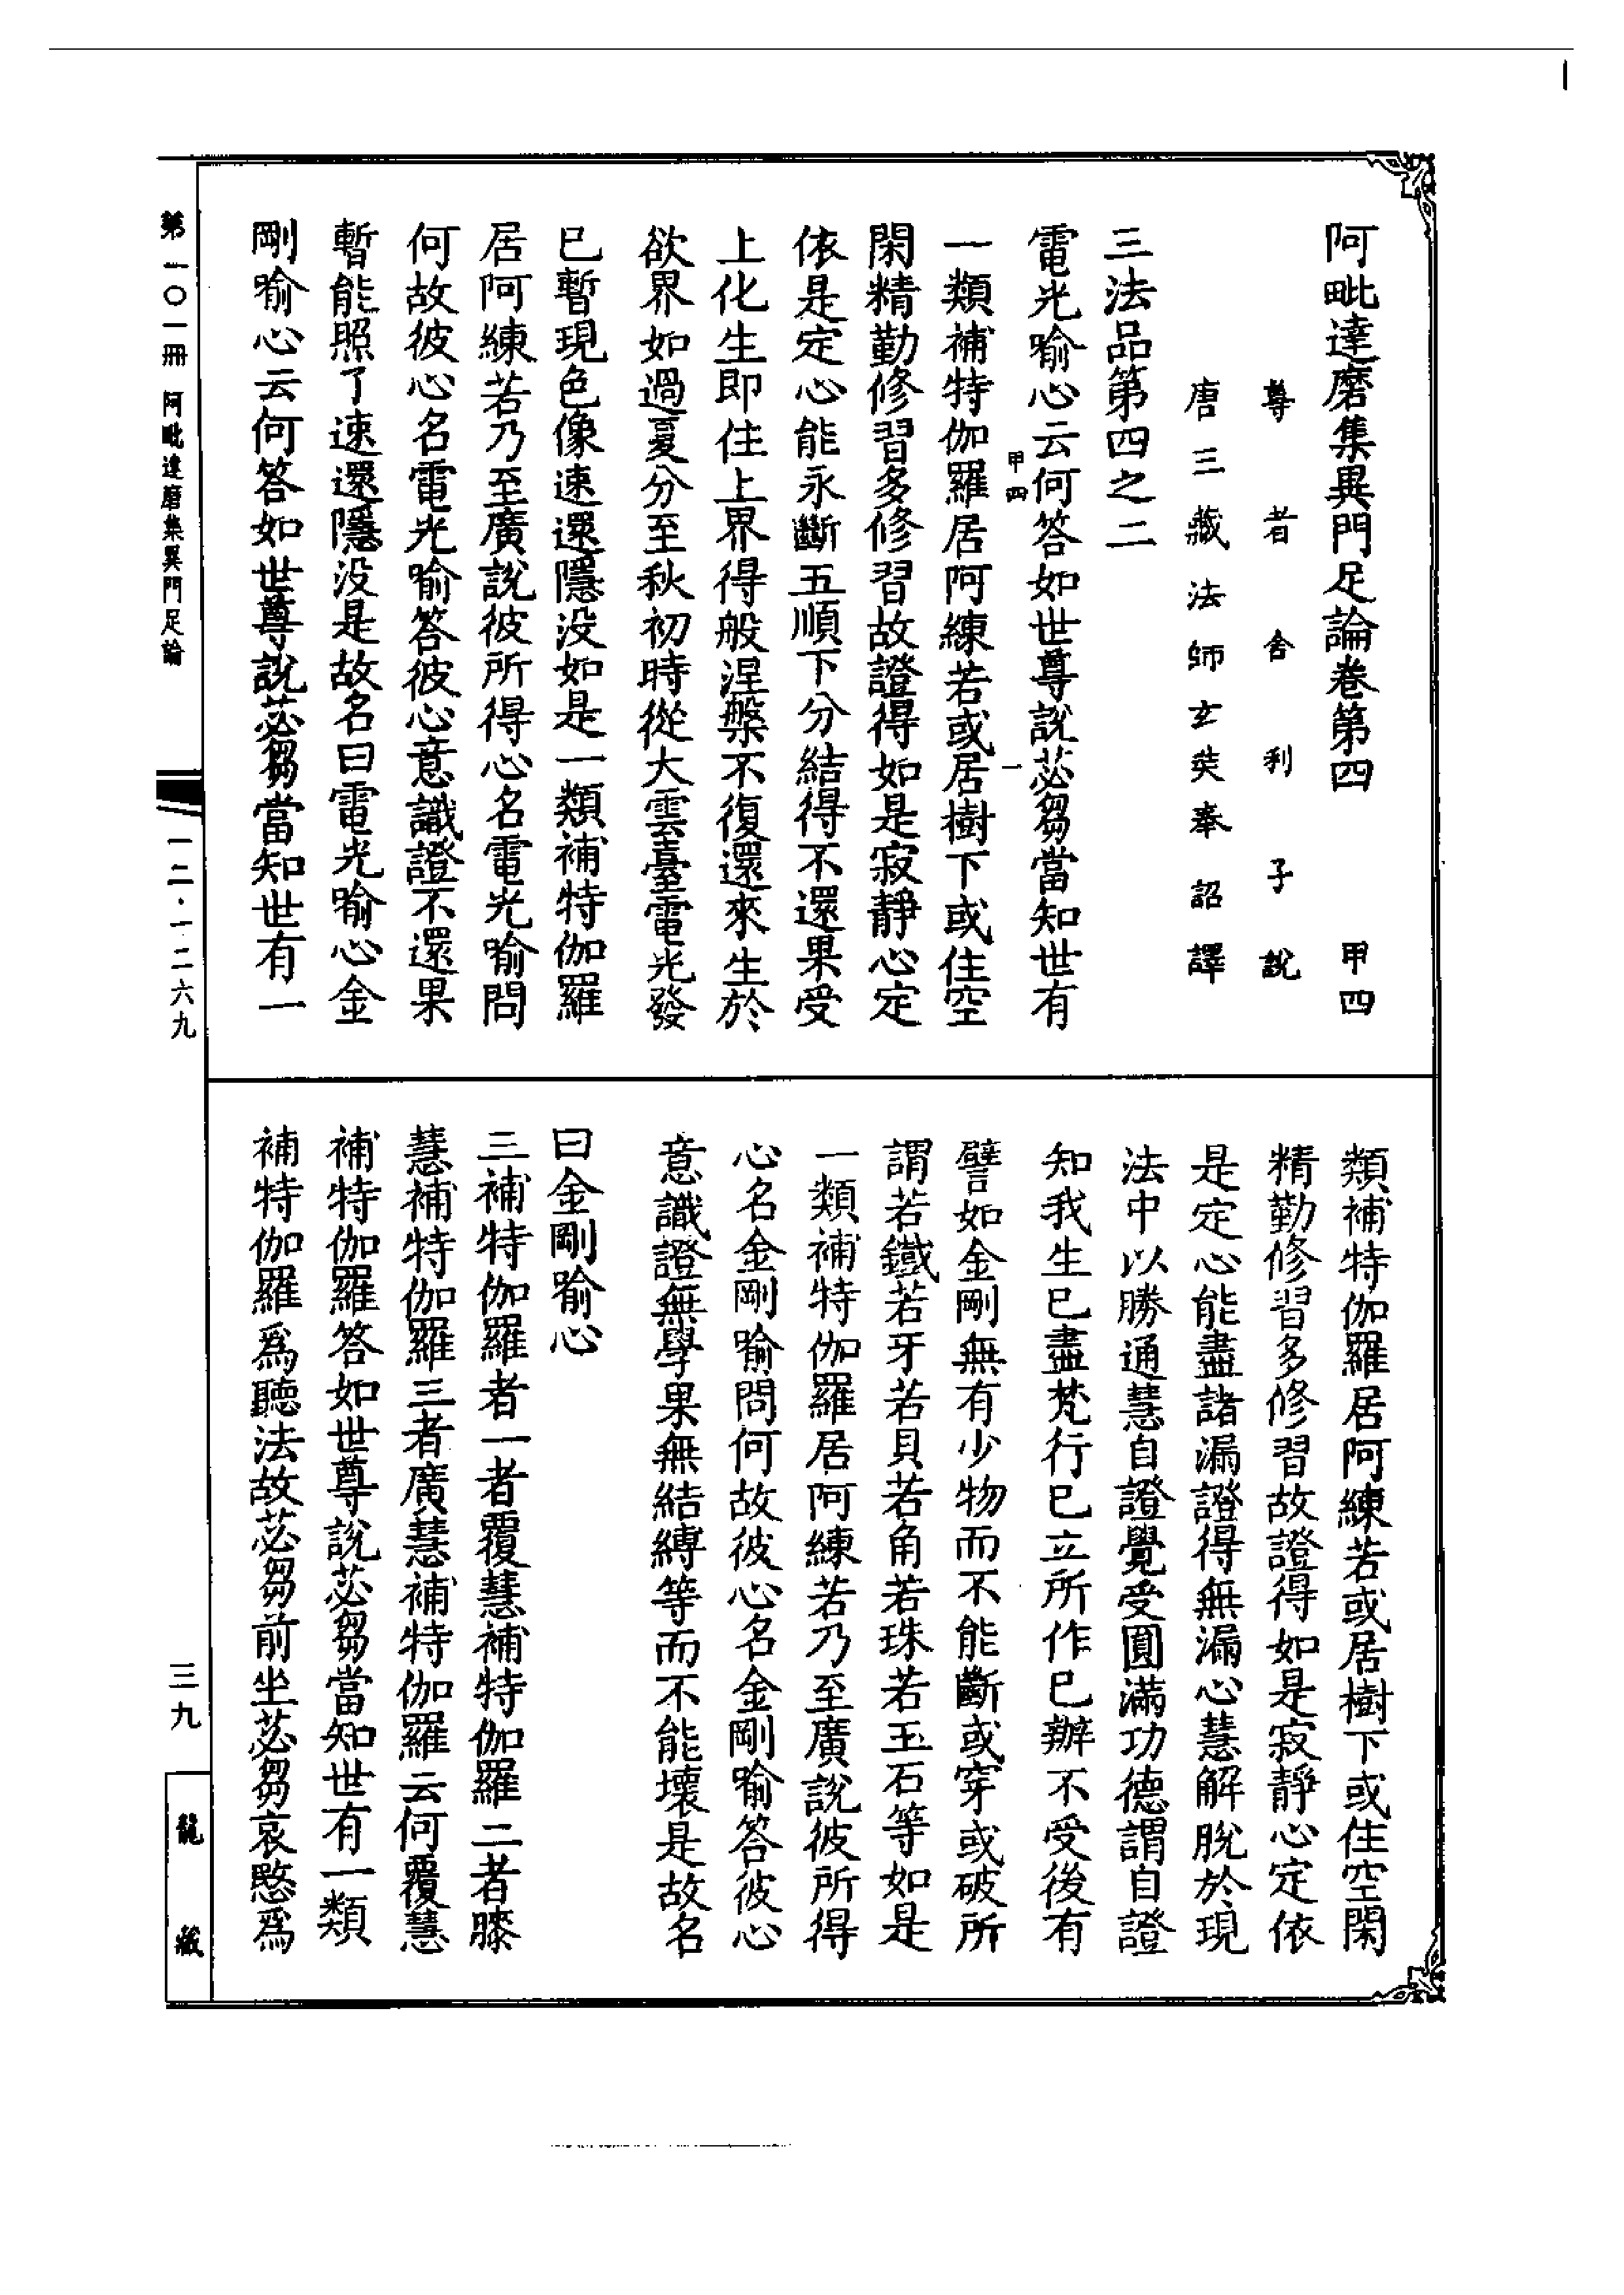 阿毗達磨集異門足論卷第四　甲四
尊者舍利子說
唐三藏法師玄奘奉詔譯
三法品第四之二
電光喻心云何答如世尊說苾芻當知世有
甲四　一
一類補特伽羅居阿練若或居樹下或住空
閑精勤修習多修習故證得如是寂靜心定
依是定心能永斷五順下分結得不還果受
上化生即住上界得般涅槃不復還來生於
欲界如過夏分至秋初時從大雲臺電光發
已暫現色像速還隱没如是一類補特伽羅
居阿練若乃至廣說彼所得心名電光喻問
何故彼心名電光喻答彼心意識證不還果
暫能照了速還隱没是故名曰電光喻心金
剛喻心云何答如世尊說苾芻當知世有一
類補特伽羅居阿練若或居樹下或住空閑
精勤修習多修習故證得如是寂靜心定依
是定心能盡諸漏證得無漏心慧解脫於現
法中以勝通慧自證覺受圓滿功德謂自證
知我生已盡梵行已立所作已辦不受後有
譬如金剛無有少物而不能斷或穿或破所
謂若鐵若牙若貝若角若珠若玉石等如是
一類補特伽羅居阿練若乃至廣說彼所得
心名金剛喻問何故彼心名金剛喻答彼心
意識證無學果無結縛等而不能壞是故名
曰金剛喻心
三補特伽羅者一者覆慧補特伽羅二者膝
慧補特伽羅三者廣慧補特伽羅云何覆慧
補特伽羅答如世尊說苾芻當知世有一類
補特伽羅爲聽法故苾芻前坐苾芻哀愍爲
第一〇一冊　阿毗達磨集異門足論
一二·一二六九
三九
龍藏